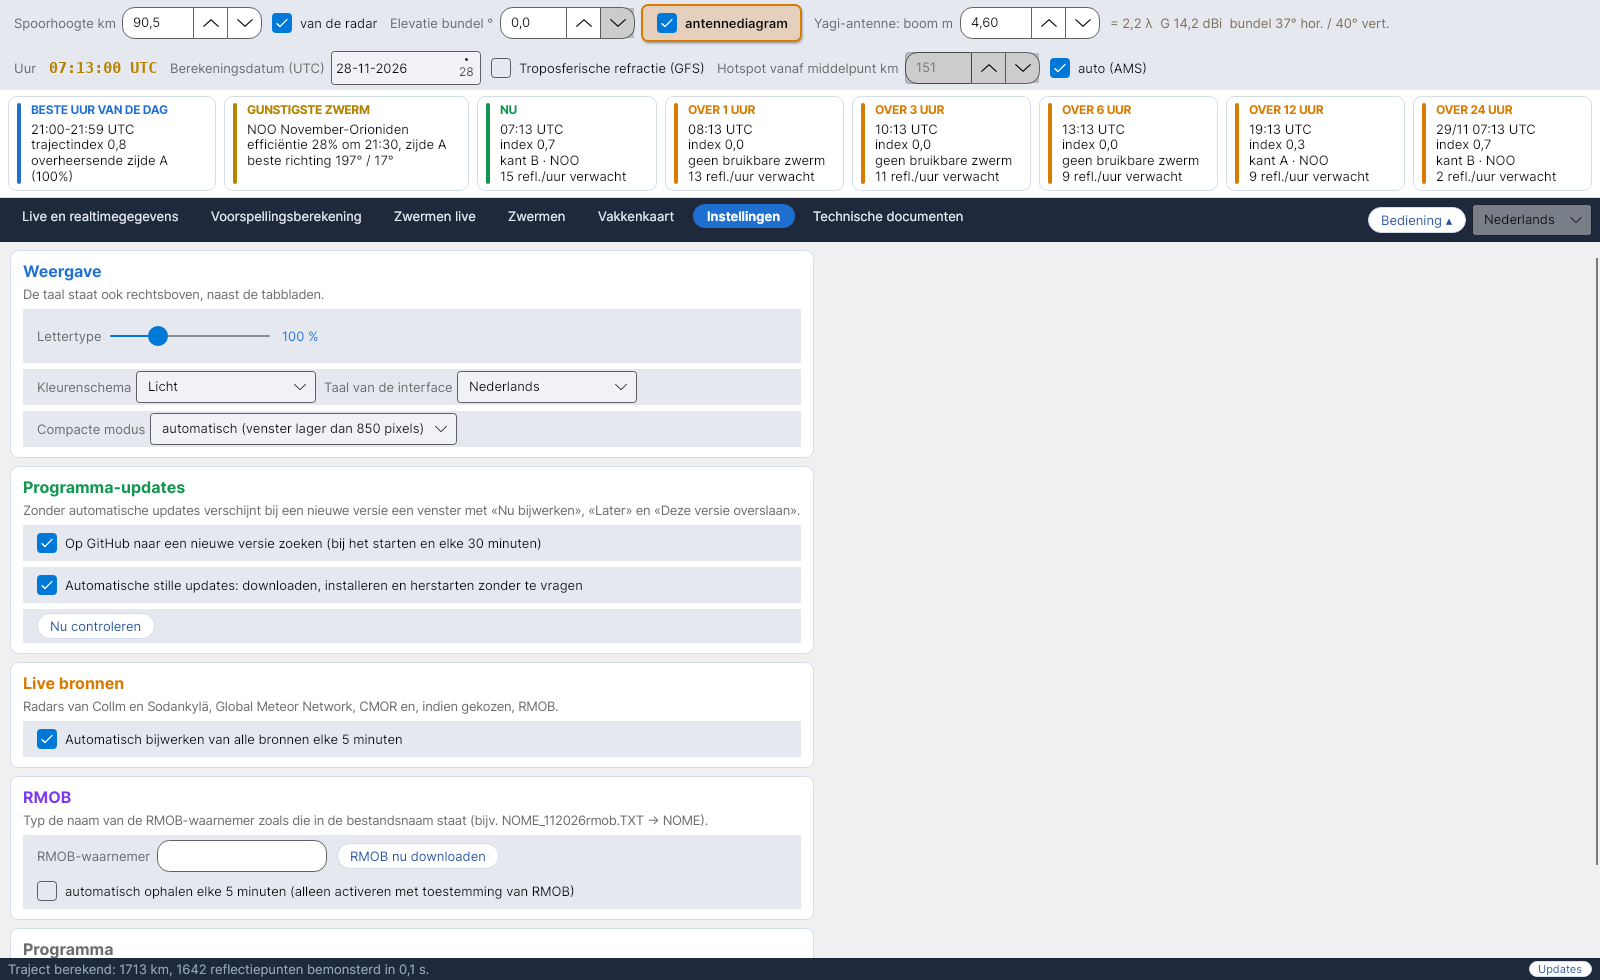 Spoorhoogte km 90,5 van de radar Elevatie bundel ° 0,0 antennediagram Yagi-antenne: boom m 4,60 = 2,2 λ G 14,2 dBi bundel 37° hor. / 40° vert.
Uur 07:13:00 UTC Berekeningsdatum (UTC) 28-11-2026 28 Troposferische refractie (GFS) Hotspot vanaf middelpunt km 151 auto (AMS)
BESTE UUR VAN DE DAG
21:00-21:59 UTC
trajectindex 0,8
overheersende zijde A
(100%)
GUNSTIGSTE ZWERM
NOO November-Orioniden
efficiëntie 28% om 21:30, zijde A
beste richting 197° / 17°
NU
07:13 UTC
index 0,7
kant B · NOO
15 refl./uur verwacht
OVER 1 UUR
08:13 UTC
index 0,0
geen bruikbare zwerm
13 refl./uur verwacht
OVER 3 UUR
10:13 UTC
index 0,0
geen bruikbare zwerm
11 refl./uur verwacht
OVER 6 UUR
13:13 UTC
index 0,0
geen bruikbare zwerm
9 refl./uur verwacht
OVER 12 UUR
19:13 UTC
index 0,3
kant A · NOO
9 refl./uur verwacht
OVER 24 UUR
29/11 07:13 UTC
index 0,7
kant B · NOO
2 refl./uur verwacht
Live en realtimegegevens Voorspellingsberekening Zwermen live Zwermen Vakkenkaart Instellingen Technische documenten Bediening ▴ Nederlands
Weergave
De taal staat ook rechtsboven, naast de tabbladen.
Lettertype 100 %
Kleurenschema Licht Taal van de interface Nederlands
Compacte modus automatisch (venster lager dan 850 pixels)
Programma-updates
Zonder automatische updates verschijnt bij een nieuwe versie een venster met «Nu bijwerken», «Later» en «Deze versie overslaan».
Op GitHub naar een nieuwe versie zoeken (bij het starten en elke 30 minuten)
Automatische stille updates: downloaden, installeren en herstarten zonder te vragen
Nu controleren
Live bronnen
Radars van Collm en Sodankylä, Global Meteor Network, CMOR en, indien gekozen, RMOB.
Automatisch bijwerken van alle bronnen elke 5 minuten
RMOB
Typ de naam van de RMOB-waarnemer zoals die in de bestandsnaam staat (bijv. NOME_112026rmob.TXT → NOME).
RMOB-waarnemer RMOB nu downloaden
automatisch ophalen elke 5 minuten (alleen activeren met toestemming van RMOB)
Programma
Traject berekend: 1713 km, 1642 reflectiepunten bemonsterd in 0,1 s. Updates